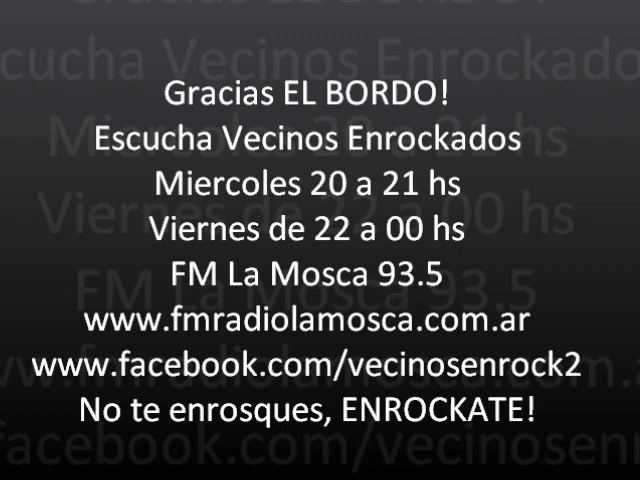 Gracias EL BORDO!
Escucha Vecinos Enrockados
Miercoles 20 a 21 hs
Viernes de 22 a 00 hs
FM La Mosca 93.5
www.fmradiolamosca.com.ar
www.facebook.com/vecinosenrock2
No te enrosques, ENROCKATE!